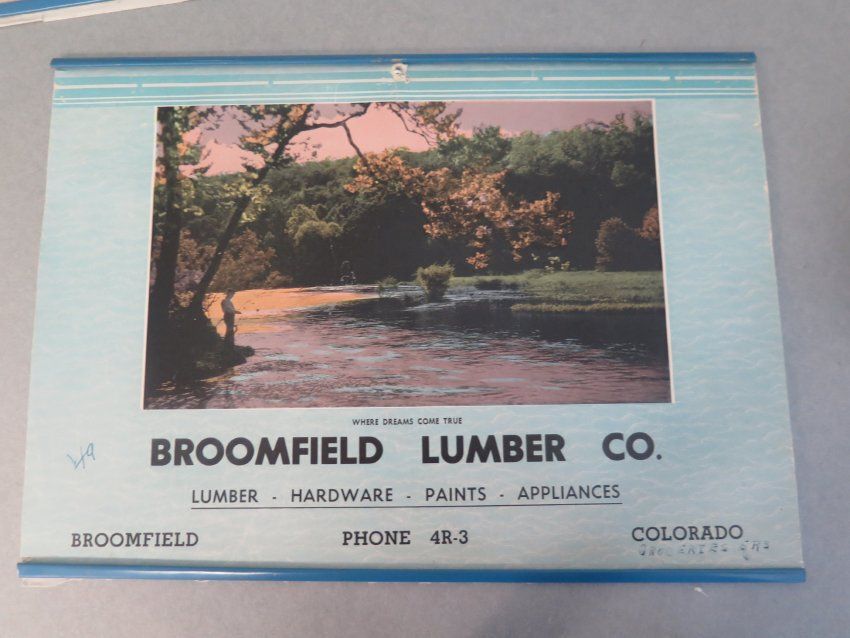 WHERE DREAMS COME TRUE
BROOMFIELD LUMBER CO.
LUMBER - HARDWARE - PAINTS - APPLIANCES
BROOMFIELD PHONE 4R-3 COLORADO